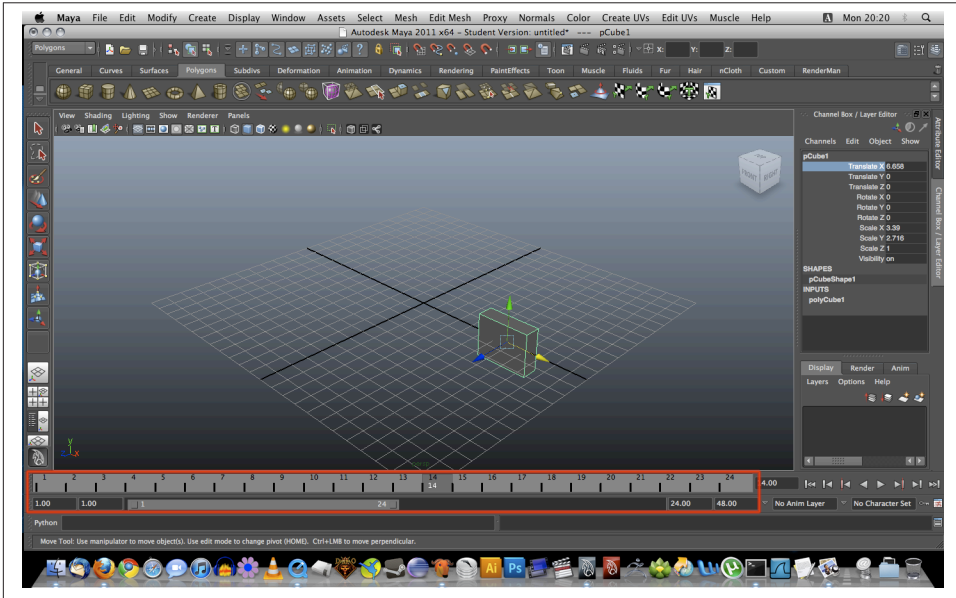 Maya File Edit Modify Create Display Window Assets Select Mesh Edit Mesh Proxy Normals Color Create UVs Edit UVs Muscle Help Mon 20:20
Autodesk Maya 2011 x64 - Student Version: untitled* --- pCube1
Polygons X: Y: Z:
General Curves Surfaces Polygons Subdivs Deformation Animation Dynamics Rendering PaintEffects Toon Muscle Fluids Fur Hair nCloth Custom RenderMan
View Shading Lighting Show Renderer Panels
Channel Box / Layer Editor
Channels Edit Object Show
pCube1
Translate X 6.658
Translate Y 0
Translate Z 0
Rotate X 0
Rotate Y 0
Rotate Z 0
Scale X 3.39
Scale Y 2.716
Scale Z 1
Visibility on
SHAPES
pCubeShape1
INPUTS
polyCube1
Attribute Editor
Channel Box / Layer Editor
FRONT RIGHT
Display Render Anim
Layers Options Help
y
x
1 2 3 4 5 6 7 8 9 10 11 12 13 14 15 16 17 18 19 20 21 22 23 24
14
1.00 1.00 1 24 24.00 48.00 No Anim Layer No Character Set
Python
Move Tool: Use manipulator to move object(s). Use edit mode to change pivot (HOME). Ctrl+LMB to move perpendicular.
Ai Ps